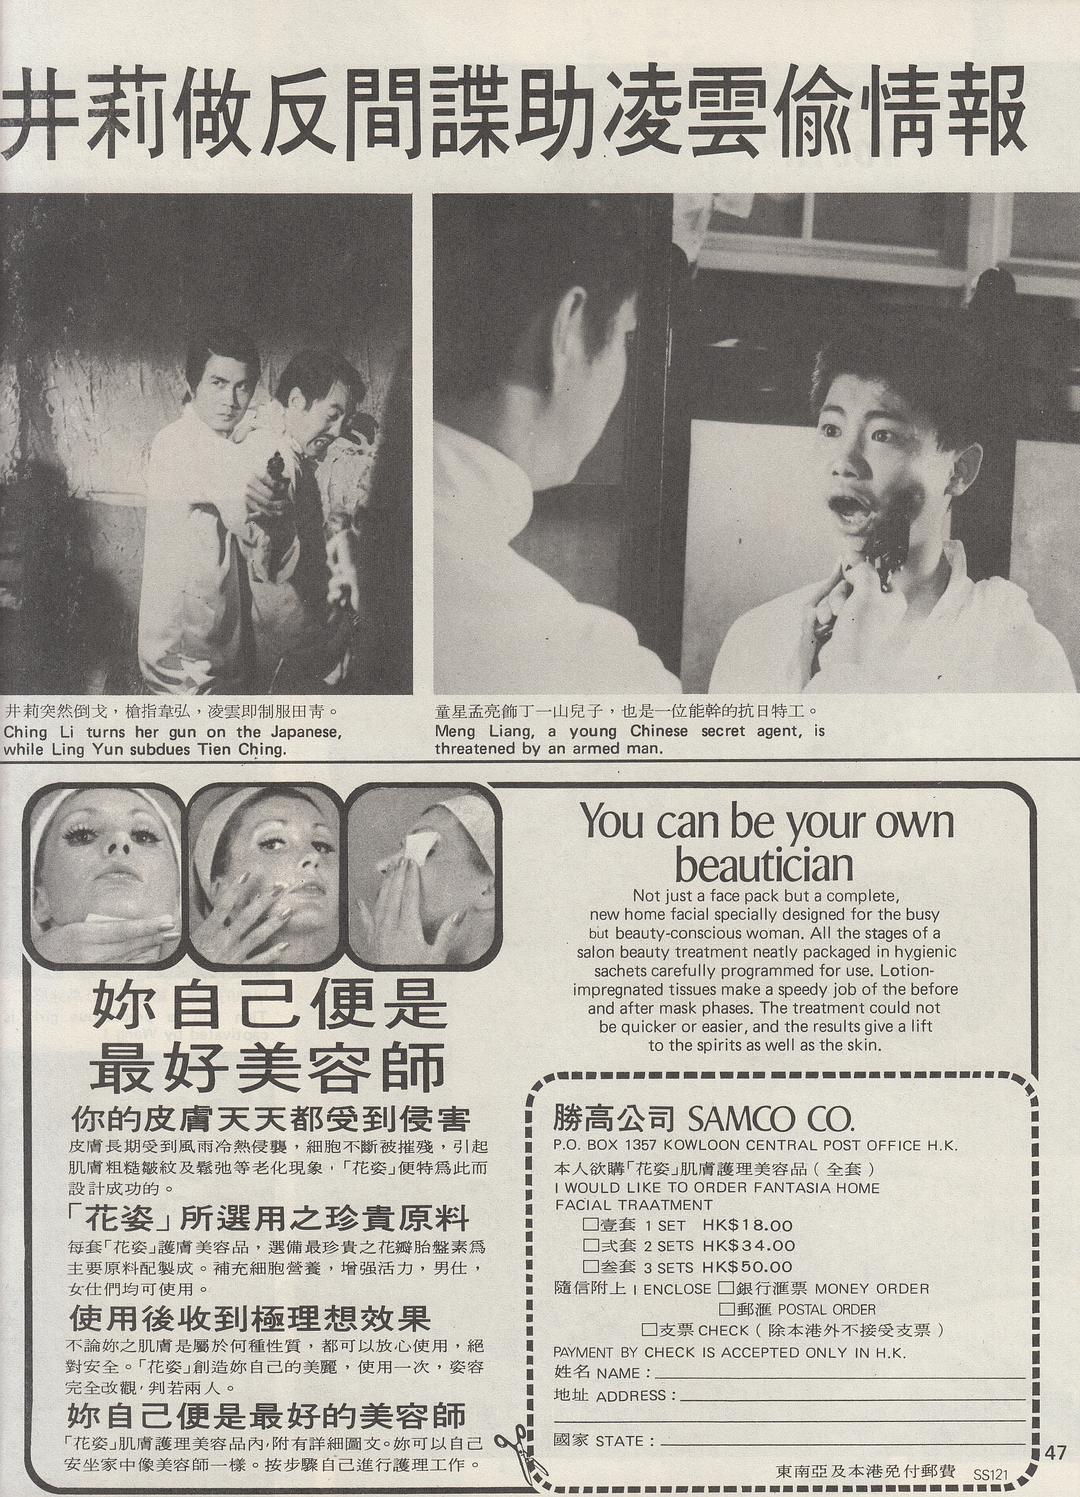 井莉做反間諜助凌雲偸情報
井莉突然倒戈，槍指韋弘，凌雲即制服田靑。
Ching Li turns her gun on the Japanese,
while Ling Yun subdues Tien Ching.
童星孟亮飾丁一山兒子，也是一位能幹的抗日特工。
Meng Liang, a young Chinese secret agent, is
threatened by an armed man.
You can be your own
beautician
Not just a face pack but a complete,
new home facial specially designed for the busy
but beauty-conscious woman. All the stages of a
salon beauty treatment neatly packaged in hygienic
sachets carefully programmed for use. Lotion-
impregnated tissues make a speedy job of the before
and after mask phases. The treatment could not
be quicker or easier, and the results give a lift
to the spirits as well as the skin.
妳自己便是
最好美容師
你的皮膚天天都受到侵害
皮膚長期受到風雨冷熱侵襲，細胞不斷被摧殘，引起
肌膚粗糙皺紋及鬆弛等老化現象，「花姿」便特爲此而
設計成功的。
「花姿」所選用之珍貴原料
每套「花姿」護膚美容品，選備最珍貴之花瓣胎盤素爲
主要原料配製成。補充細胞營養，增强活力，男仕，
女仕們均可使用。
使用後收到極理想效果
不論妳之肌膚是屬於何種性質，都可以放心使用，絕
對安全。「花姿」創造妳自己的美麗，使用一次，姿容
完全改觀，判若兩人。
妳自己便是最好的美容師
「花姿」肌膚護理美容品內，附有詳細圖文。妳可以自己
安坐家中像美容師一樣。按步驟自己進行護理工作。
勝高公司 SAMCO CO.
P.O. BOX 1357 KOWLOON CENTRAL POST OFFICE H.K.
本人欲購「花姿」肌膚護理美容品（全套）
I WOULD LIKE TO ORDER FANTASIA HOME
FACIAL TRAATMENT
□壹套 1 SET HK$18.00
□弍套 2 SETS HK$34.00
□叁套 3 SETS HK$50.00
隨信附上 I ENCLOSE □銀行滙票 MONEY ORDER
□郵滙 POSTAL ORDER
□支票 CHECK（除本港外不接受支票）
PAYMENT BY CHECK IS ACCEPTED ONLY IN H.K.
姓名 NAME：
地址 ADDRESS：
國家 STATE：
東南亞及本港免付郵費 SS121
47